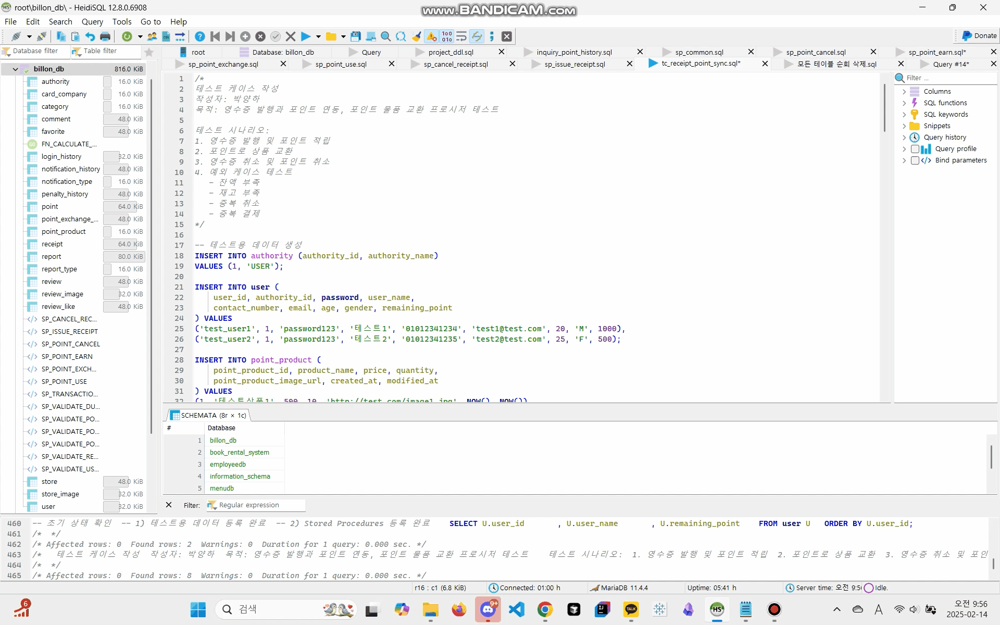 root\billon_db\ - HeidiSQL 12.8.0.6908
www.BANDICAM.com
File Edit Search Query Tools Go to Help
Donate
Database filter
Table filter
root
Database: billon_db
Query
project_ddl.sql
inquiry_point_history.sql
sp_common.sql
sp_point_cancel.sql
sp_point_earn.sql*
sp_point_exchange.sql
sp_point_use.sql
sp_cancel_receipt.sql
sp_issue_receipt.sql
tc_receipt_point_sync.sql*
모든 테이블 순회 삭제.sql
Query #14*
billon_db 816.0 KiB
authority 16.0 KiB
card_company 16.0 KiB
category 16.0 KiB
comment 48.0 KiB
favorite 48.0 KiB
FN_CALCULATE_...
login_history 32.0 KiB
notification_history 48.0 KiB
notification_type 16.0 KiB
penalty_history 48.0 KiB
point 64.0 KiB
point_exchange_... 48.0 KiB
point_product 16.0 KiB
receipt 64.0 KiB
report 80.0 KiB
report_type 16.0 KiB
review 48.0 KiB
review_image 32.0 KiB
review_like 48.0 KiB
SP_CANCEL_REC...
SP_ISSUE_RECEIPT
SP_POINT_CANCEL
SP_POINT_EARN
SP_POINT_EXCH...
SP_POINT_USE
SP_TRANSACTIO...
SP_VALIDATE_DU...
SP_VALIDATE_PO...
SP_VALIDATE_PO...
SP_VALIDATE_PO...
SP_VALIDATE_RE...
SP_VALIDATE_US...
store 48.0 KiB
store_image 32.0 KiB
user 32.0 KiB
1 /*
2 테스트 케이스 작성
3 작성자: 박양하
4 목적: 영수증 발행과 포인트 연동, 포인트 물품 교환 프로시저 테스트
5
6 테스트 시나리오:
7 1. 영수증 발행 및 포인트 적립
8 2. 포인트로 상품 교환
9 3. 영수증 취소 및 포인트 취소
10 4. 예외 케이스 테스트
11 - 잔액 부족
12 - 재고 부족
13 - 중복 취소
14 - 중복 결제
15 */
16
17 -- 테스트용 데이터 생성
18 INSERT INTO authority (authority_id, authority_name)
19 VALUES (1, 'USER');
20
21 INSERT INTO user (
22 user_id, authority_id, password, user_name,
23 contact_number, email, age, gender, remaining_point
24 ) VALUES
25 ('test_user1', 1, 'password123', '테스트1', '01012341234', 'test1@test.com', 20, 'M', 1000),
26 ('test_user2', 1, 'password123', '테스트2', '01012341235', 'test2@test.com', 25, 'F', 500);
27
28 INSERT INTO point_product (
29 point_product_id, product_name, price, quantity,
30 point_product_image_url, created_at, modified_at
31 ) VALUES
32 (1, '테스트상품1', 500, 10, 'http://test.com/image1.jpg', NOW(), NOW())
Filter ...
Columns
SQL functions
SQL keywords
Snippets
Query history
Query profile
Bind parameters
SCHEMATA (8r × 1c)
# Database
1 billon_db
2 book_rental_system
3 employeedb
4 information_schema
5 menudb
Filter: Regular expression
460 -- 초기 상태 확인 -- 1) 테스트용 데이터 등록 완료 -- 2) Stored Procedures 등록 완료 SELECT U.user_id , U.user_name , U.remaining_point FROM user U ORDER BY U.user_id;
461 /* */
462 /* Affected rows: 0 Found rows: 2 Warnings: 0 Duration for 1 query: 0.000 sec. */
463 /* 테스트 케이스 작성 작성자: 박양하 목적: 영수증 발행과 포인트 연동, 포인트 물품 교환 프로시저 테스트 테스트 시나리오: 1. 영수증 발행 및 포인트 적립 2. 포인트로 상품 교환 3. 영수증 취소 및 포인
464 /* */
465 /* Affected rows: 0 Found rows: 8 Warnings: 0 Duration for 1 query: 0.000 sec. */
r16 : c1 (6.8 KiB)
Connected: 01:00 h
MariaDB 11.4.4
Uptime: 05:41 h
Server time: 오전 9:5
Idle.
6
검색
9+
TALK
HS
A
오전 9:56
2025-02-14